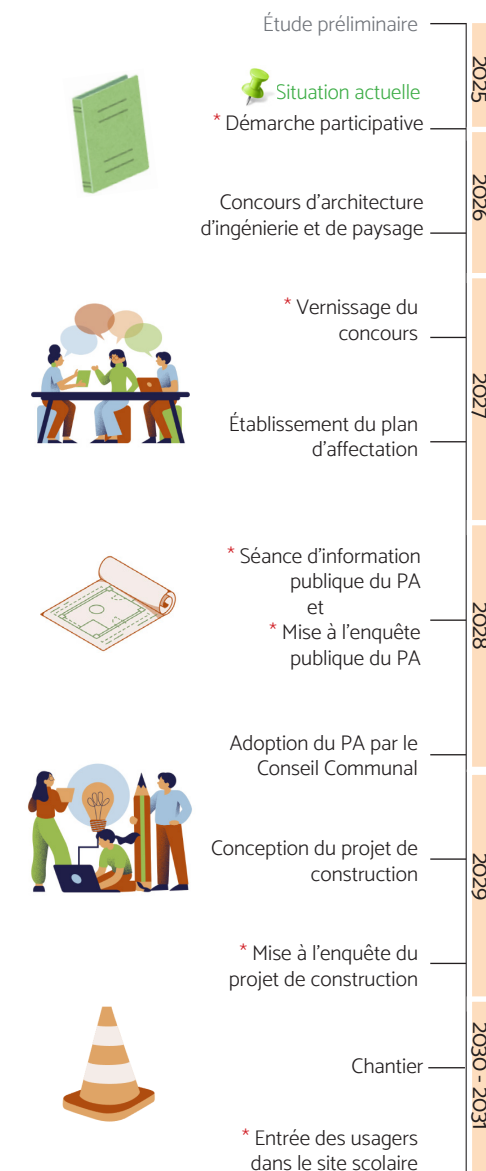 Étude préliminaire
2025
Situation actuelle
* Démarche participative
2026
Concours d'architecture
d'ingénierie et de paysage
* Vernissage du
concours
2027
Établissement du plan
d'affectation
* Séance d'information
publique du PA
et
* Mise à l'enquête
publique du PA
2028
Adoption du PA par le
Conseil Communal
Conception du projet de
construction
2029
* Mise à l'enquête du
projet de construction
Chantier
2030 - 2031
* Entrée des usagers
dans le site scolaire